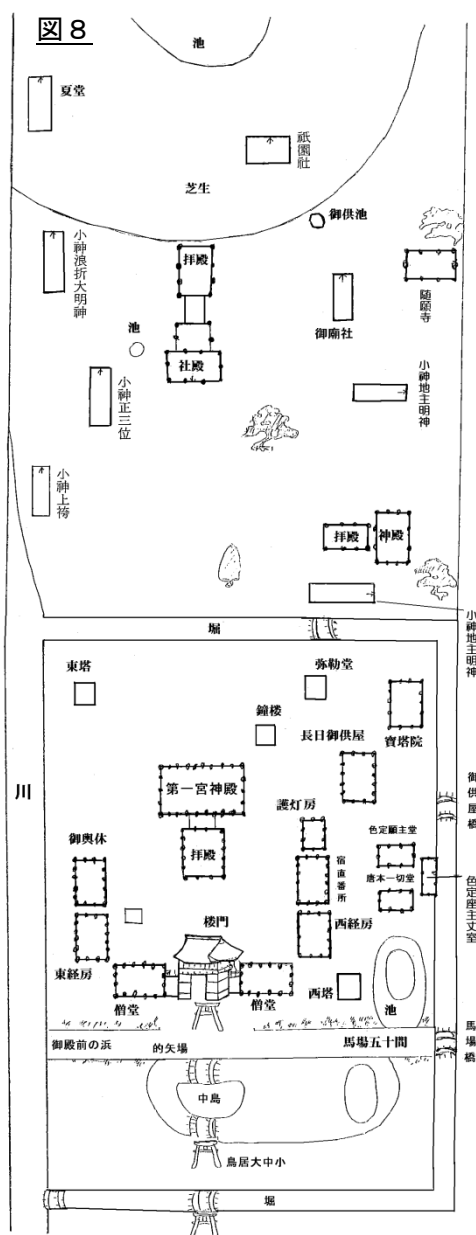 図8
池
夏堂
祇園社
芝生
御供池
小神浪折大明神
拝殿
随願寺
御廟社
池
社殿
小神正三位
小神地主明神
小神上袴
拝殿
神殿
小神地主明神
堀
東塔
弥勒堂
寶塔院
鐘楼
長日御供屋
川
第一宮神殿
御供屋橋
護灯房
拝殿
色定願主堂
御輿休
宿直番所
唐本一切堂
色定座主丈室
楼門
西経房
東経房
僧堂
僧堂
西塔
池
御殿前の浜
的矢場
馬場五十間
馬場橋
中島
鳥居大中小
堀